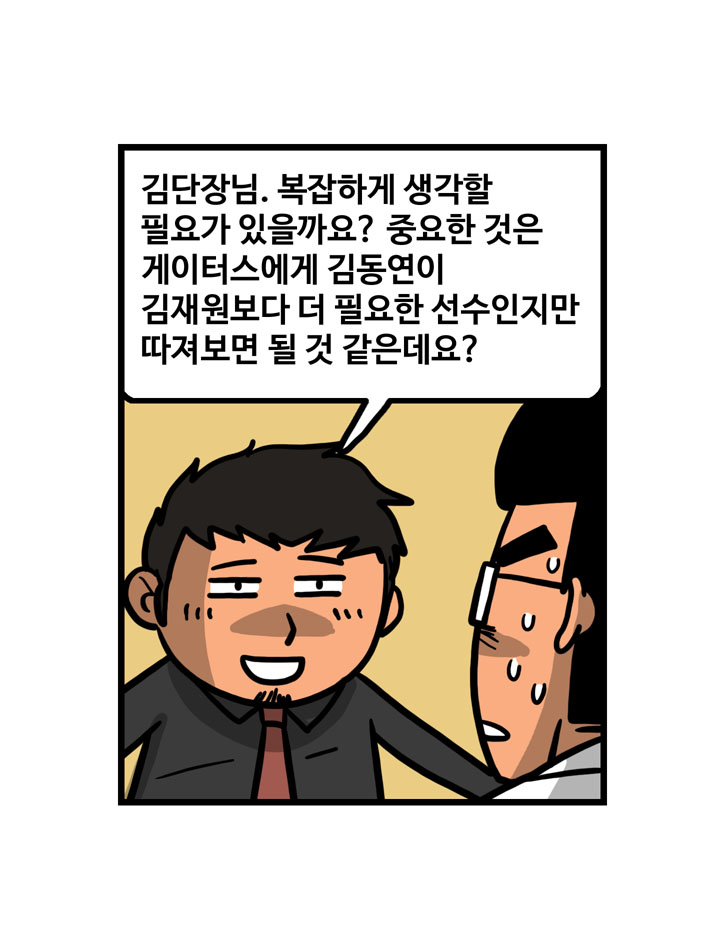 김단장님. 복잡하게 생각할
필요가 있을까요? 중요한 것은
게이터스에게 김동연이
김재원보다 더 필요한 선수인지만
따져보면 될 것 같은데요?